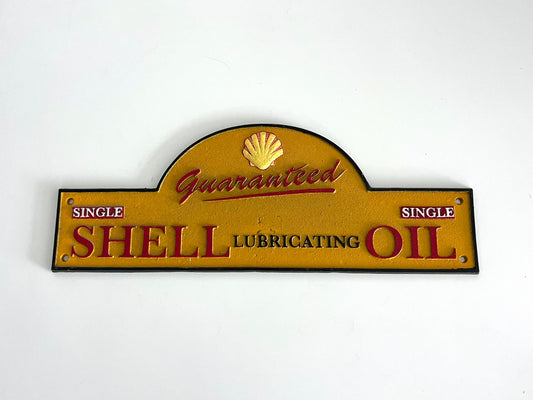 Guaranteed
SINGLE SINGLE
SHELL LUBRICATING OIL